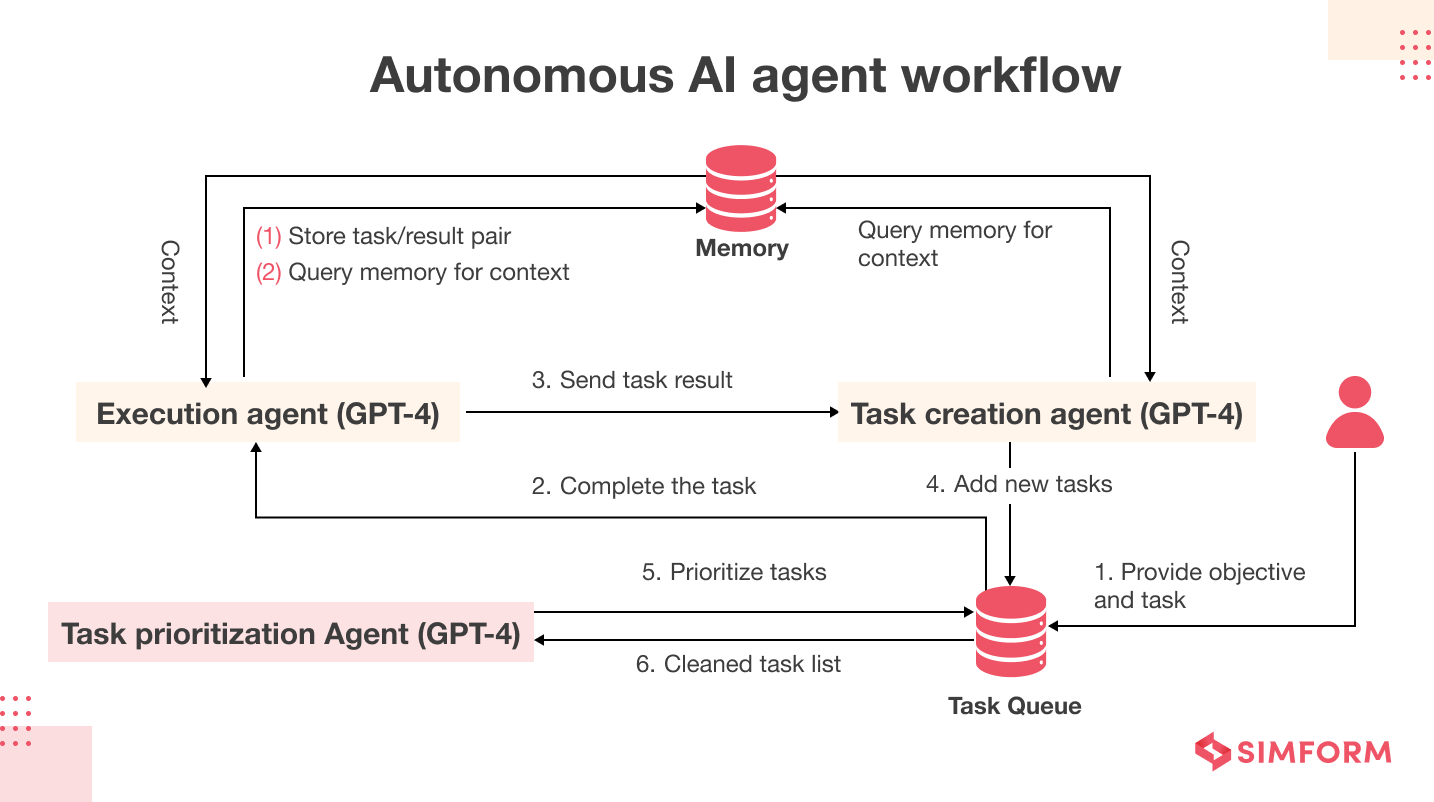 Autonomous AI agent workflow
Memory
(1) Store task/result pair
(2) Query memory for context
Query memory for
context
Context
Context
3. Send task result
Execution agent (GPT-4)
Task creation agent (GPT-4)
2. Complete the task
4. Add new tasks
5. Prioritize tasks
1. Provide objective
and task
Task prioritization Agent (GPT-4)
6. Cleaned task list
Task Queue
SIMFORM